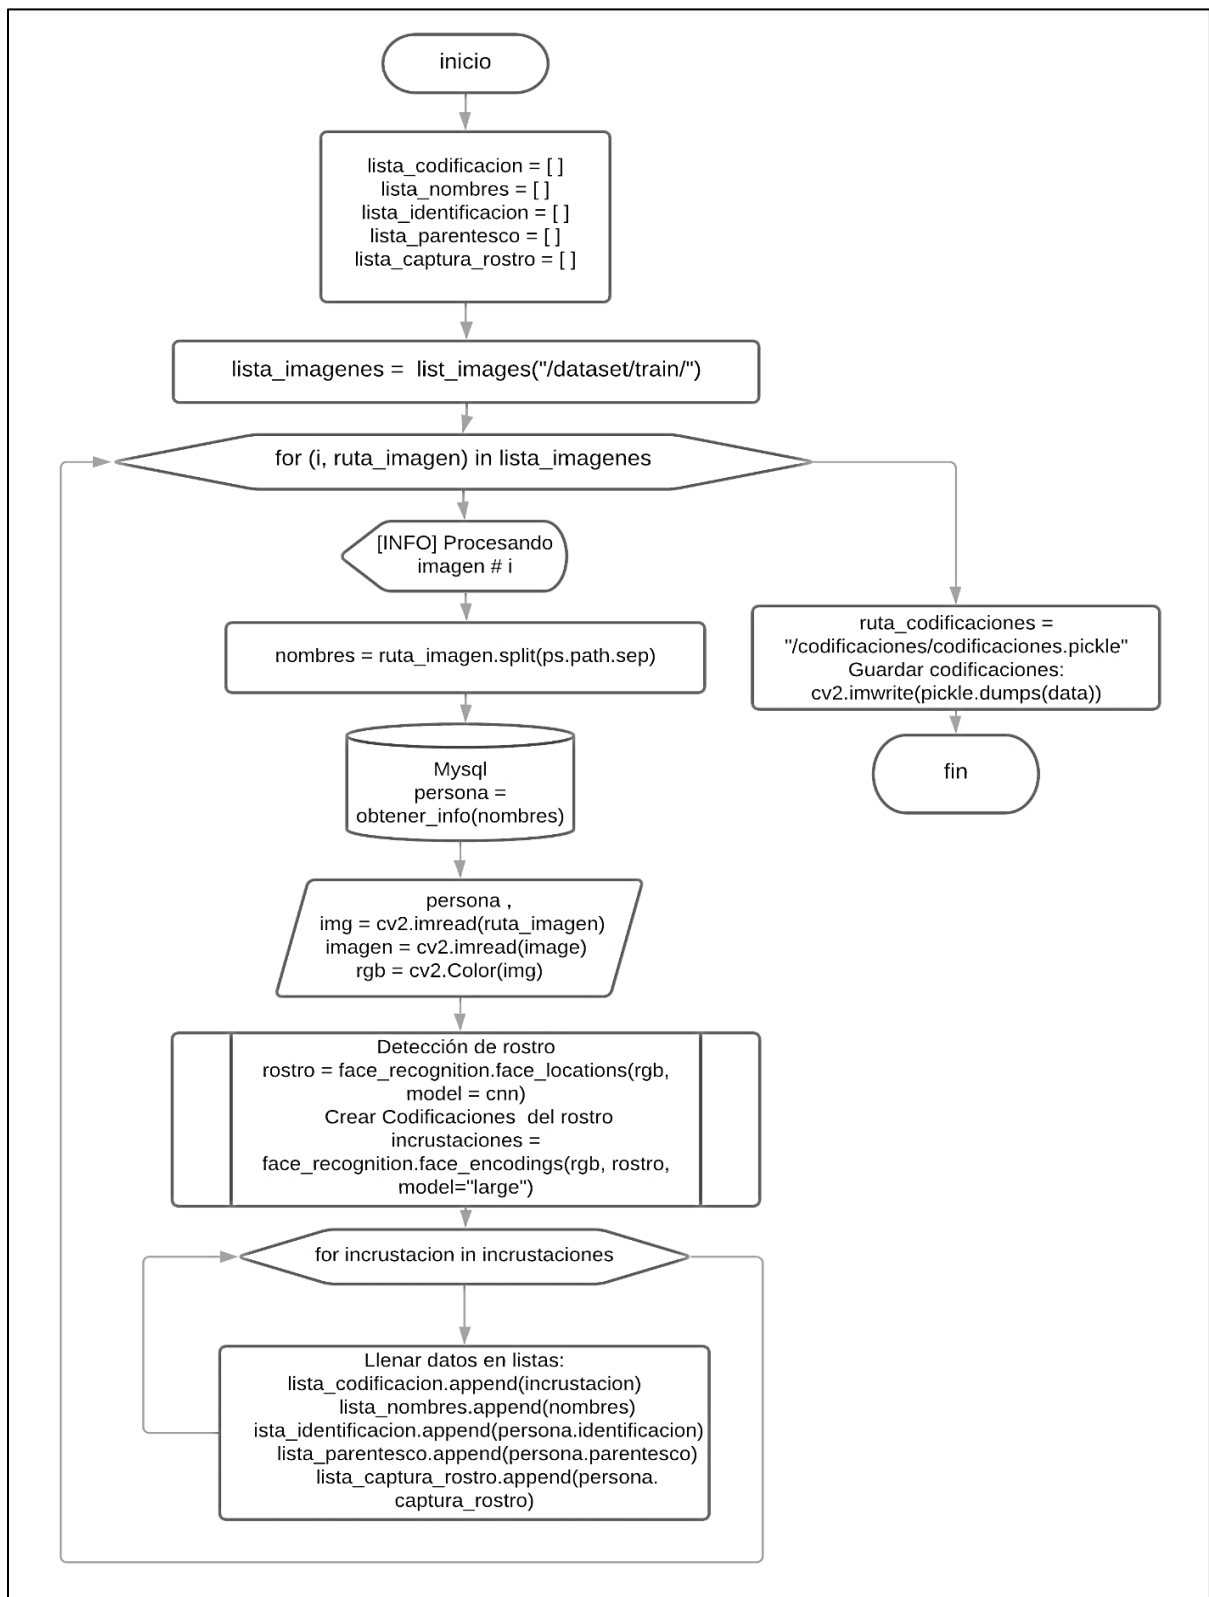 inicio
lista_codificacion = [ ]
lista_nombres = [ ]
lista_identificacion = [ ]
lista_parentesco = [ ]
lista_captura_rostro = [ ]
lista_imagenes = list_images("/dataset/train/")
for (i, ruta_imagen) in lista_imagenes
[INFO] Procesando
imagen # i
nombres = ruta_imagen.split(ps.path.sep)
Mysql
persona =
obtener_info(nombres)
persona ,
img = cv2.imread(ruta_imagen)
imagen = cv2.imread(image)
rgb = cv2.Color(img)
Detección de rostro
rostro = face_recognition.face_locations(rgb,
model = cnn)
Crear Codificaciones del rostro
incrustaciones =
face_recognition.face_encodings(rgb, rostro,
model="large")
for incrustacion in incrustaciones
Llenar datos en listas:
lista_codificacion.append(incrustacion)
lista_nombres.append(nombres)
ista_identificacion.append(persona.identificacion)
lista_parentesco.append(persona.parentesco)
lista_captura_rostro.append(persona.
captura_rostro)
ruta_codificaciones =
"/codificaciones/codificaciones.pickle"
Guardar codificaciones:
cv2.imwrite(pickle.dumps(data))
fin